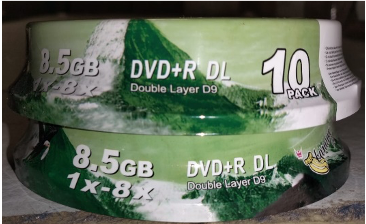 8.5GB DVD+R DL 10
1x-8x Double Layer D9 PACK
8.5GB DVD+R DL
1x-8x Double Layer D9